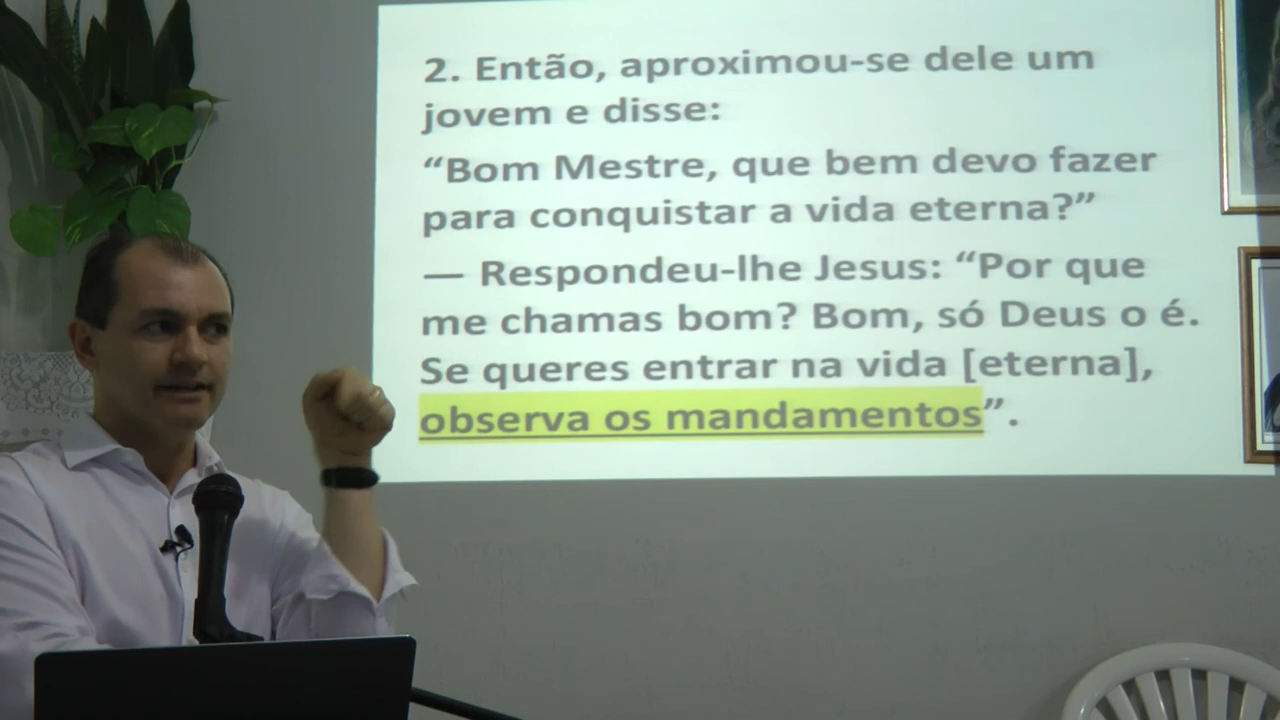 2. Então, aproximou-se dele um
jovem e disse:
“Bom Mestre, que bem devo fazer
para conquistar a vida eterna?”
— Respondeu-lhe Jesus: “Por que
me chamas bom? Bom, só Deus o é.
Se queres entrar na vida [eterna],
observa os mandamentos”.